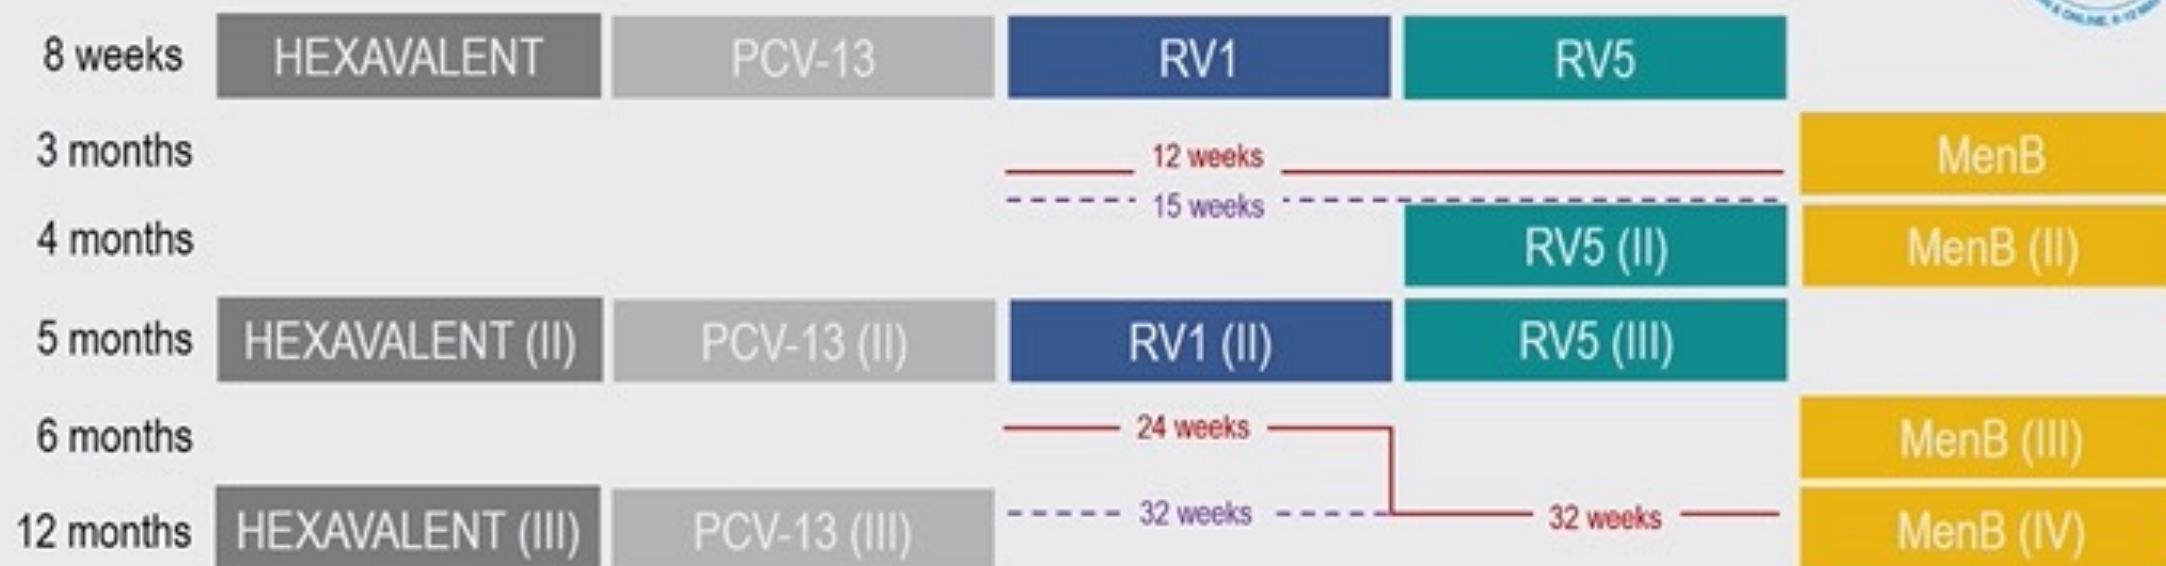 8 weeks HEXAVALENT PCV-13 RV1 RV5
3 months 12 weeks MenB
15 weeks
4 months RV5 (II) MenB (II)
5 months HEXAVALENT (II) PCV-13 (II) RV1 (II) RV5 (III)
6 months 24 weeks MenB (III)
12 months HEXAVALENT (III) PCV-13 (III) 32 weeks 32 weeks MenB (IV)